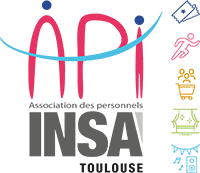 API
Association des personnels
INSA
TOULOUSE